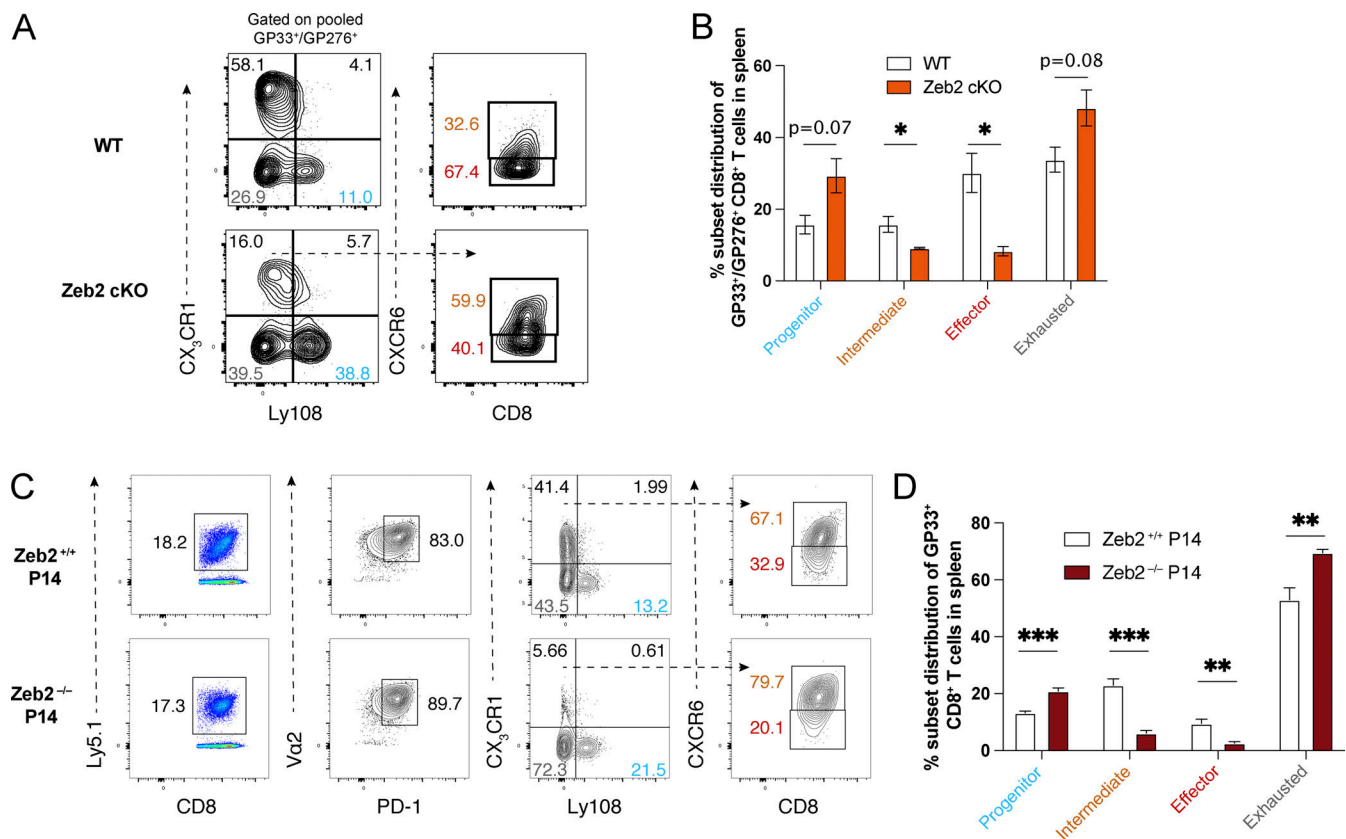 A
Gated on pooled
GP33⁺/GP276⁺
58.1
4.1
26.9
11.0
WT
32.6
67.4
16.0
5.7
39.5
38.8
Zeb2 cKO
59.9
40.1
CX₃CR1
CXCR6
Ly108
CD8
0
0
0
0
0
0
B
% subset distribution of
GP33⁺/GP276⁺ CD8⁺ T cells in spleen
60
40
20
0
WT
Zeb2 cKO
p=0.07
*
*
p=0.08
Progenitor
Intermediate
Effector
Exhausted
C
Zeb2 ⁺/⁺
P14
18.2
83.0
41.4
1.99
43.5
13.2
67.1
32.9
Zeb2⁻/⁻
P14
17.3
89.7
5.66
0.61
72.3
21.5
79.7
20.1
Ly5.1
Vα2
CX₃CR1
CXCR6
CD8
PD-1
Ly108
CD8
D
% subset distribution of GP33⁺
CD8⁺ T cells in spleen
80
60
40
20
0
Zeb2⁺/⁺ P14
Zeb2⁻/⁻ P14
***
***
**
**
Progenitor
Intermediate
Effector
Exhausted